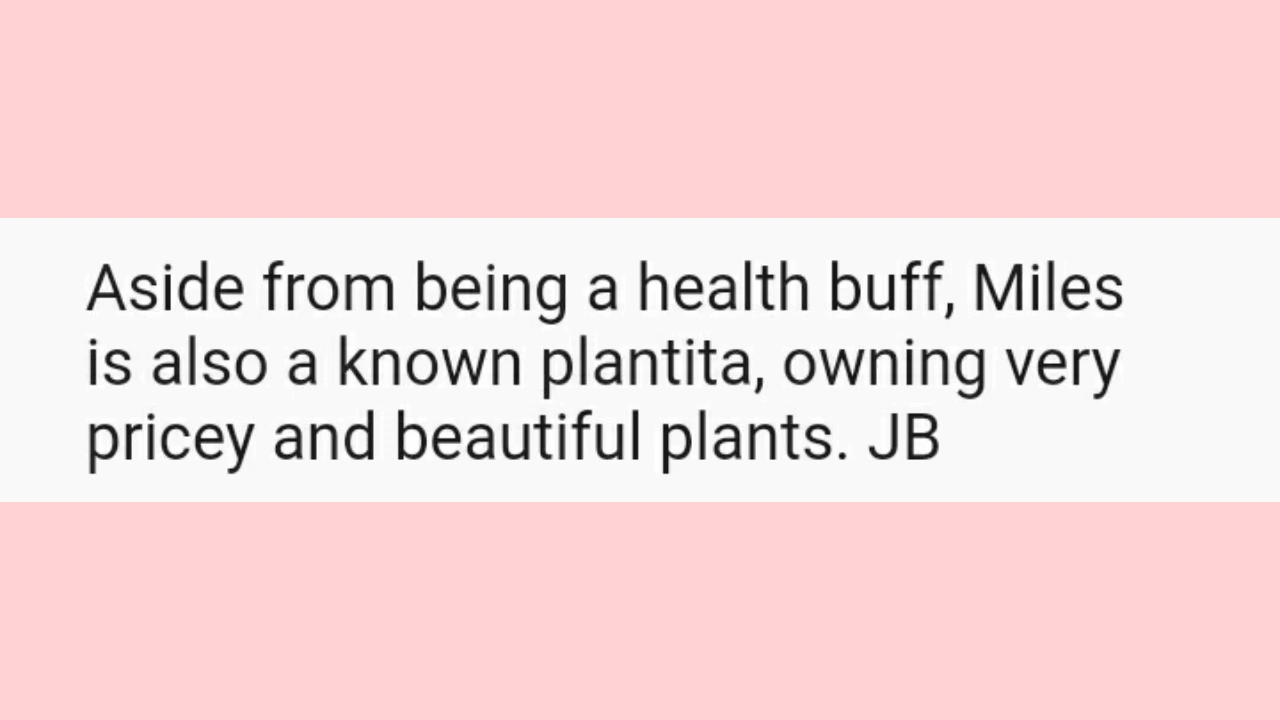 Aside from being a health buff, Miles
is also a known plantita, owning very
pricey and beautiful plants. JB